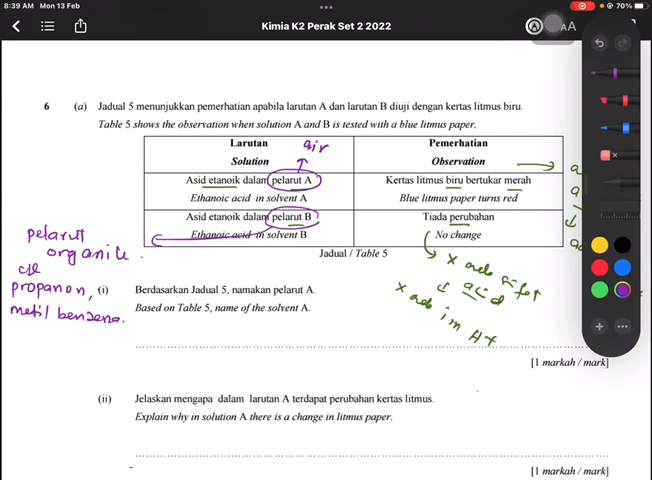 8:39 AM Mon 13 Feb
70%
Kimia K2 Perak Set 2 2022
AA
6 (a) Jadual 5 menunjukkan pemerhatian apabila larutan A dan larutan B diuji dengan kertas litmus biru.
Table 5 shows the observation when solution A and B is tested with a blue litmus paper.
Larutan Pemerhatian
air
Solution Observation
Asid etanoik dalam pelarut A Kertas litmus biru bertukar merah
Ethanoic acid in solvent A Blue litmus paper turns red
Asid etanoik dalam pelarut B Tiada perubahan
Ethanoic acid in solvent B No change
Jadual / Table 5
pelarut
organik.
propanon,
metil benzena.
x ada sifat
asid
x ada ion H+
(i) Berdasarkan Jadual 5, namakan pelarut A.
Based on Table 5, name of the solvent A.
[1 markah / mark]
(ii) Jelaskan mengapa dalam larutan A terdapat perubahan kertas litmus.
Explain why in solution A there is a change in litmus paper.
[1 markah / mark]